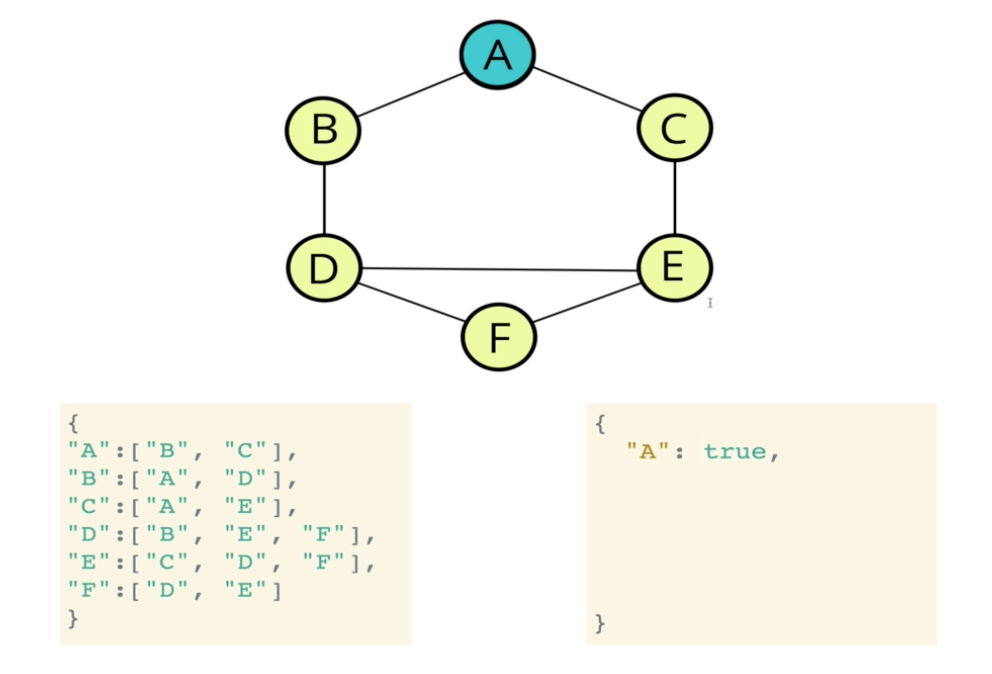 A
B
C
D
E
F
{
"A":["B", "C"],
"B":["A", "D"],
"C":["A", "E"],
"D":["B", "E", "F"],
"E":["C", "D", "F"],
"F":["D", "E"]
}
{
"A": true,
}